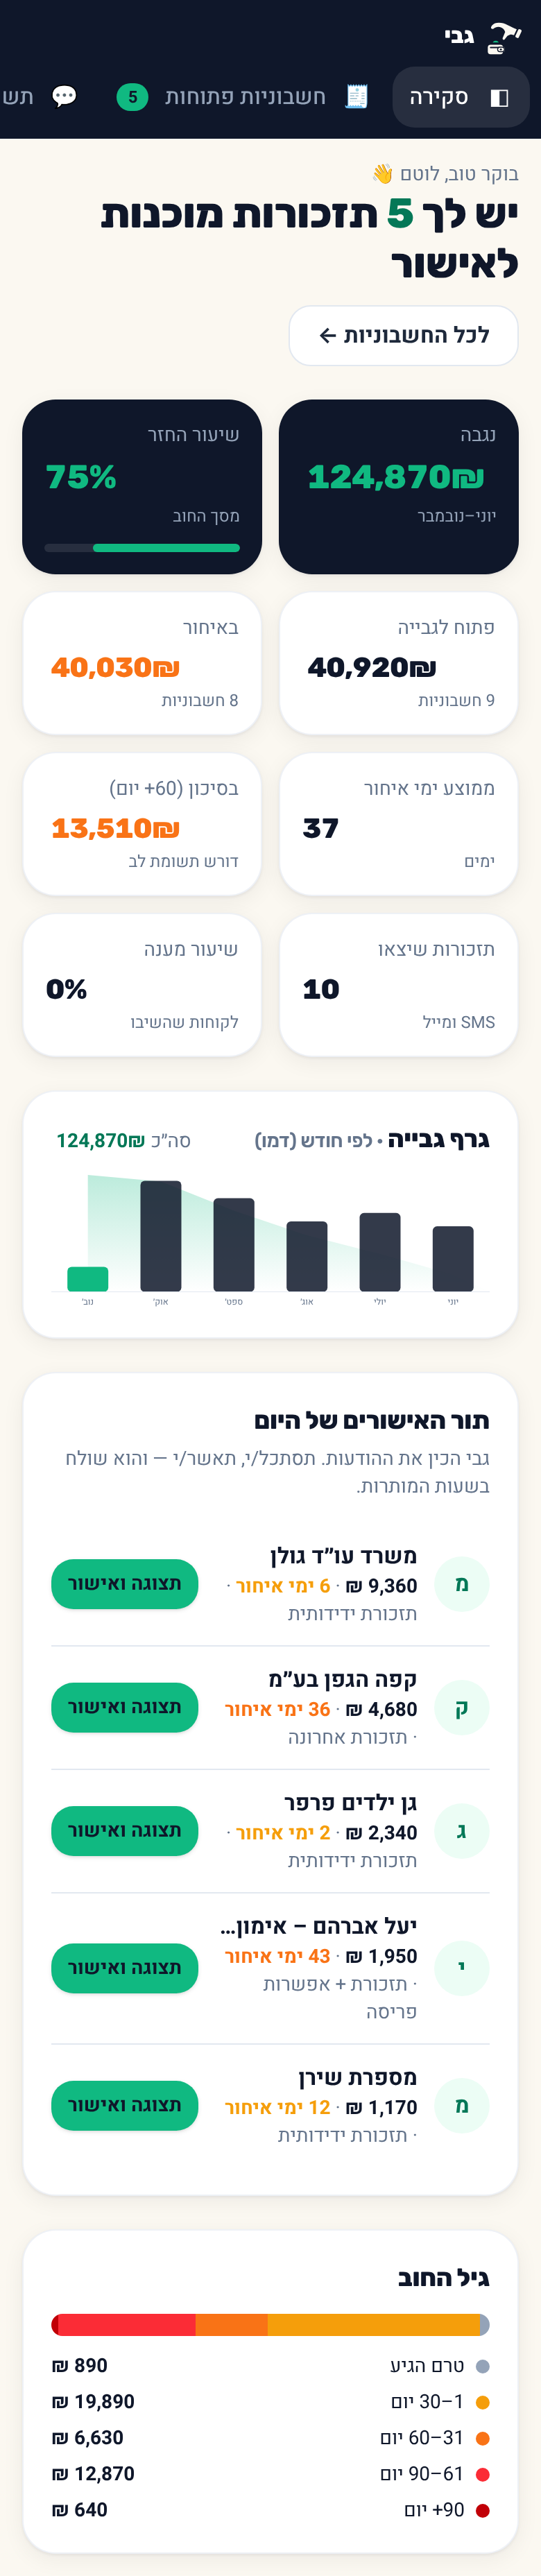 גבי
סקירה
חשבוניות פתוחות 5
תש
בוקר טוב, לוטם 👋
יש לך 5 תזכורות מוכנות
לאישור
לכל החשבוניות ←
נגבה
₪124,870
יוני–נובמבר
שיעור החזר
75%
מסך החוב
פתוח לגבייה
₪40,920
9 חשבוניות
באיחור
₪40,030
8 חשבוניות
ממוצע ימי איחור
37
ימים
בסיכון (60+ יום)
₪13,510
דורש תשומת לב
תזכורות שיצאו
10
SMS ומייל
שיעור מענה
0%
לקוחות שהשיבו
גרף גבייה • לפי חודש (דמו)
סה״כ ₪124,870
יוני
יולי
אוג׳
ספט׳
אוק׳
נוב׳
תור האישורים של היום
גבי הכין את ההודעות. תסתכל/י, תאשר/י — והוא שולח
בשעות המותרות.
מ
משרד עו״ד גולן
9,360 ₪ · 6 ימי איחור ·
תזכורת ידידותית
תצוגה ואישור
ק
קפה הגפן בע״מ
4,680 ₪ · 36 ימי איחור
· תזכורת אחרונה
תצוגה ואישור
ג
גן ילדים פרפר
2,340 ₪ · 2 ימי איחור ·
תזכורת ידידותית
תצוגה ואישור
י
יעל אברהם – אימון...
1,950 ₪ · 43 ימי איחור
· תזכורת + אפשרות
פריסה
תצוגה ואישור
מ
מספרת שירן
1,170 ₪ · 12 ימי איחור
· תזכורת ידידותית
תצוגה ואישור
גיל החוב
טרם הגיע 890 ₪
1–30 יום 19,890 ₪
31–60 יום 6,630 ₪
61–90 יום 12,870 ₪
90+ יום 640 ₪